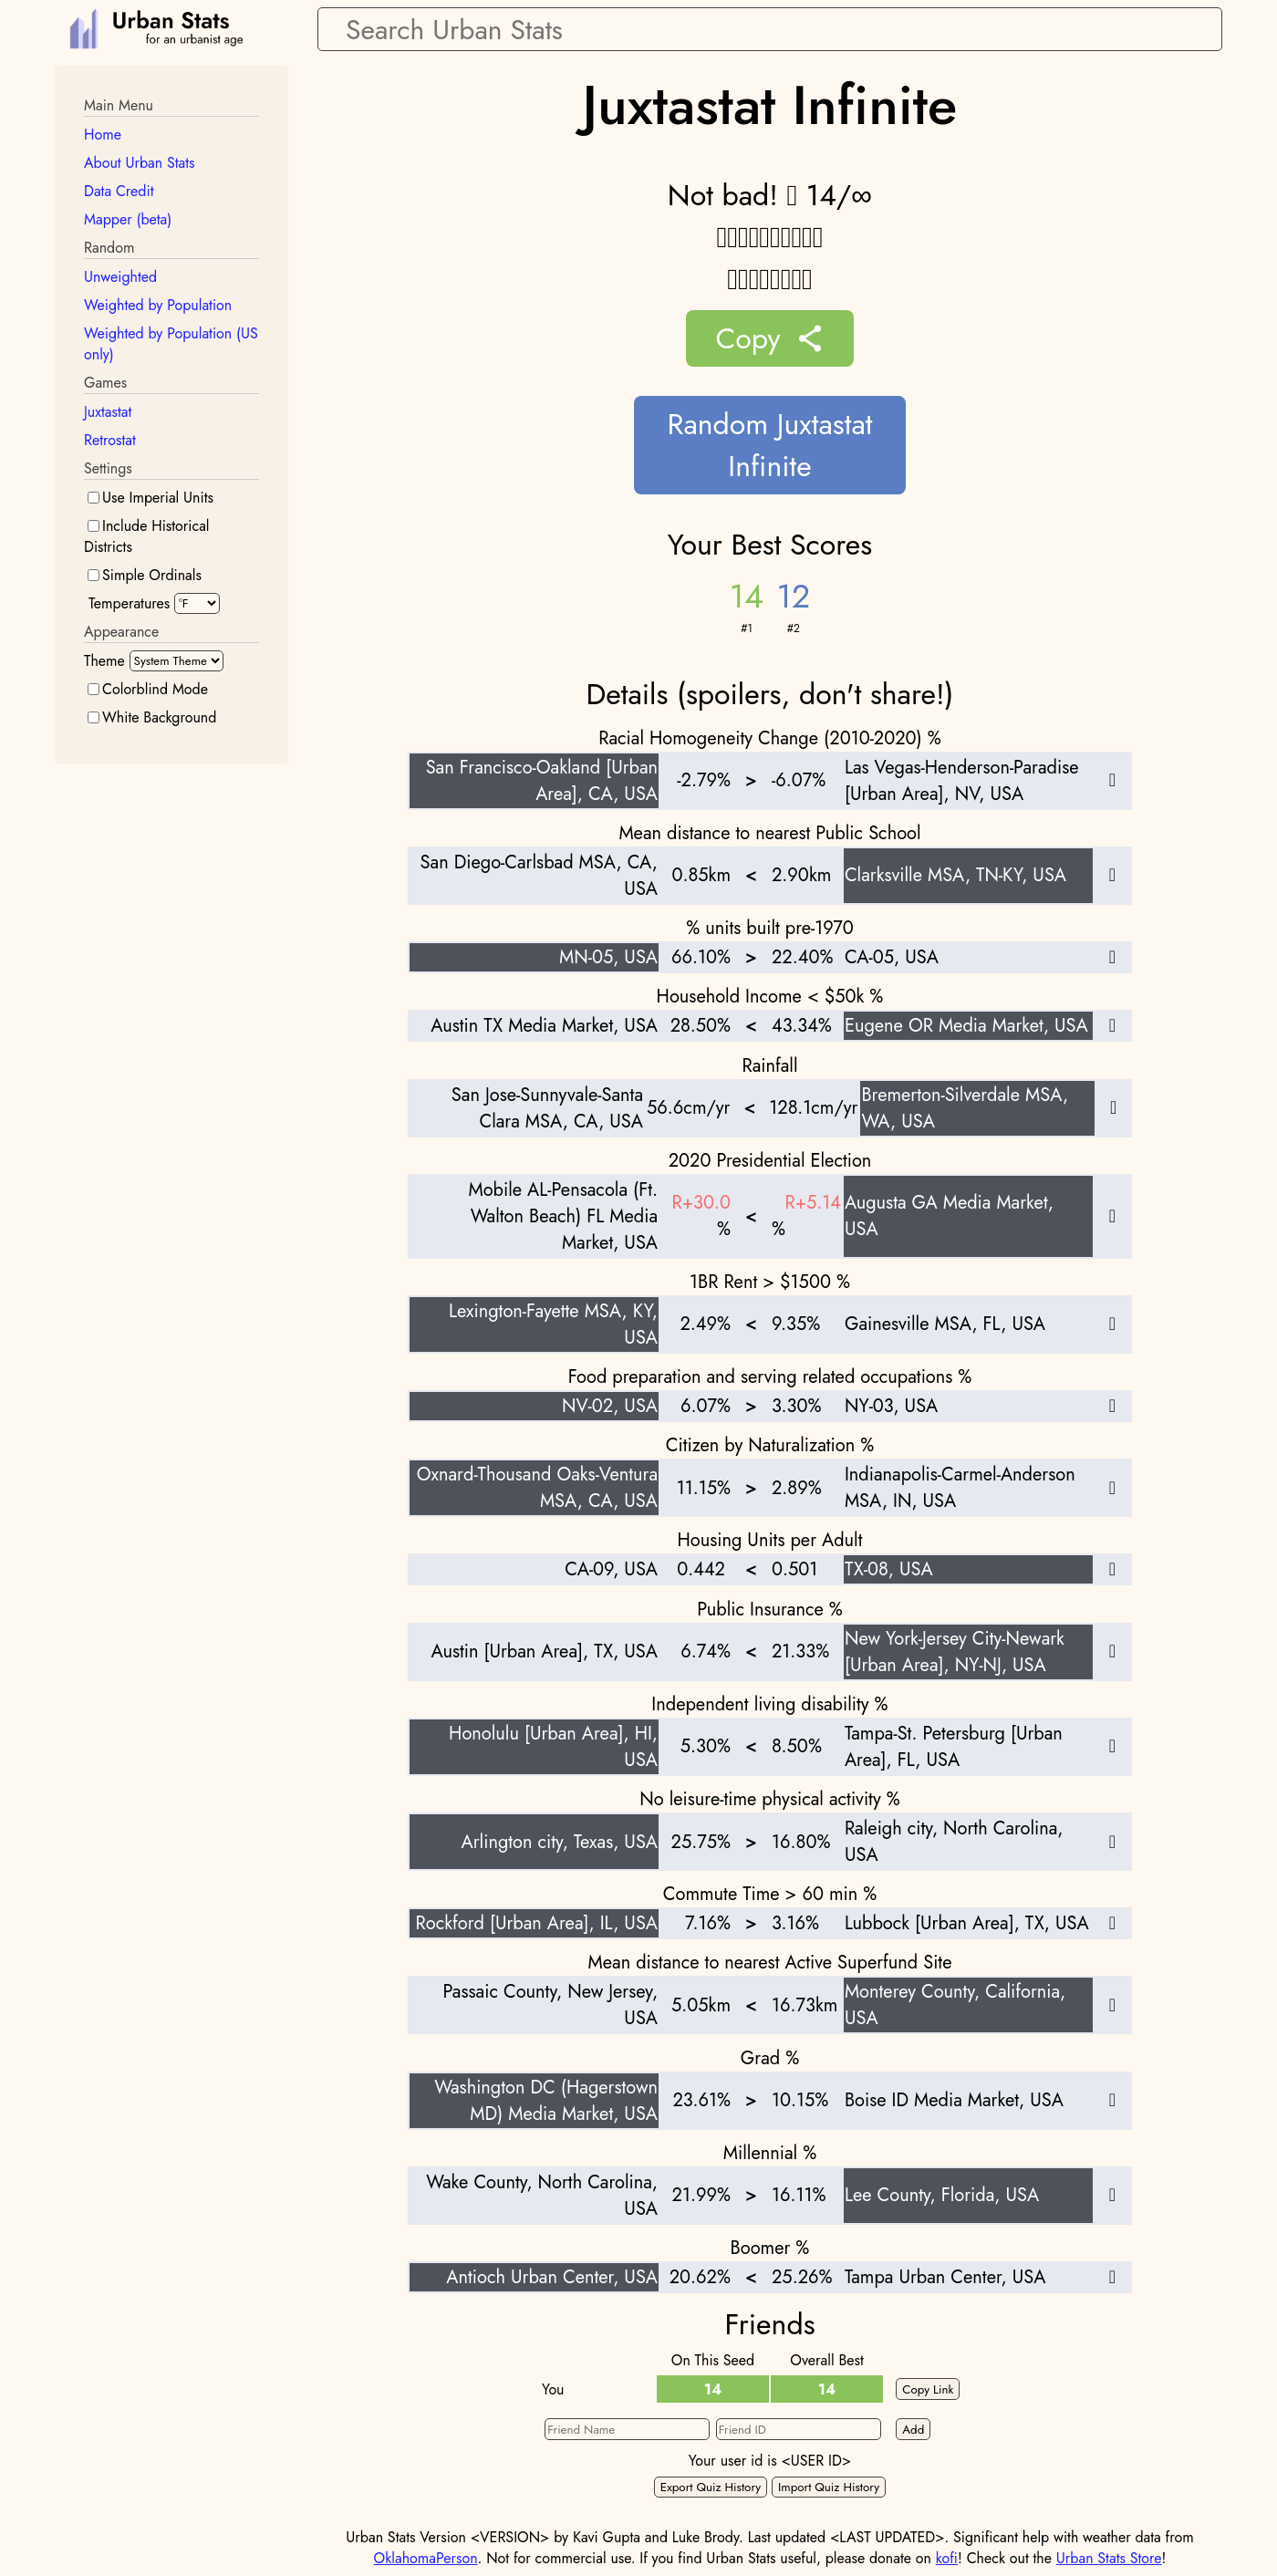 Urban Stats
for an urbanist age
Search Urban Stats
Main Menu
Home
About Urban Stats
Data Credit
Mapper (beta)
Random
Unweighted
Weighted by Population
Weighted by Population (US
only)
Games
Juxtastat
Retrostat
Settings
Use Imperial Units
Include Historical
Districts
Simple Ordinals
Temperatures °F
Appearance
Theme System Theme
Colorblind Mode
White Background
Juxtastat Infinite
Not bad! 14/∞
Copy
Random Juxtastat
Infinite
Your Best Scores
14 12
#1 #2
Details (spoilers, don't share!)
Racial Homogeneity Change (2010-2020) %
San Francisco-Oakland [Urban
Area], CA, USA
-2.79% > -6.07%
Las Vegas-Henderson-Paradise
[Urban Area], NV, USA
Mean distance to nearest Public School
San Diego-Carlsbad MSA, CA,
USA
0.85km < 2.90km
Clarksville MSA, TN-KY, USA
% units built pre-1970
MN-05, USA 66.10% > 22.40% CA-05, USA
Household Income < $50k %
Austin TX Media Market, USA 28.50% < 43.34% Eugene OR Media Market, USA
Rainfall
San Jose-Sunnyvale-Santa
Clara MSA, CA, USA
56.6cm/yr < 128.1cm/yr
Bremerton-Silverdale MSA,
WA, USA
2020 Presidential Election
Mobile AL-Pensacola (Ft.
Walton Beach) FL Media
Market, USA
R+30.0
%
<
R+5.14
%
Augusta GA Media Market,
USA
1BR Rent > $1500 %
Lexington-Fayette MSA, KY,
USA
2.49% < 9.35%
Gainesville MSA, FL, USA
Food preparation and serving related occupations %
NV-02, USA 6.07% > 3.30% NY-03, USA
Citizen by Naturalization %
Oxnard-Thousand Oaks-Ventura
MSA, CA, USA
11.15% > 2.89%
Indianapolis-Carmel-Anderson
MSA, IN, USA
Housing Units per Adult
CA-09, USA 0.442 < 0.501 TX-08, USA
Public Insurance %
Austin [Urban Area], TX, USA 6.74% < 21.33%
New York-Jersey City-Newark
[Urban Area], NY-NJ, USA
Independent living disability %
Honolulu [Urban Area], HI,
USA
5.30% < 8.50%
Tampa-St. Petersburg [Urban
Area], FL, USA
No leisure-time physical activity %
Arlington city, Texas, USA 25.75% > 16.80%
Raleigh city, North Carolina,
USA
Commute Time > 60 min %
Rockford [Urban Area], IL, USA 7.16% > 3.16% Lubbock [Urban Area], TX, USA
Mean distance to nearest Active Superfund Site
Passaic County, New Jersey,
USA
5.05km < 16.73km
Monterey County, California,
USA
Grad %
Washington DC (Hagerstown
MD) Media Market, USA
23.61% > 10.15%
Boise ID Media Market, USA
Millennial %
Wake County, North Carolina,
USA
21.99% > 16.11%
Lee County, Florida, USA
Boomer %
Antioch Urban Center, USA 20.62% < 25.26% Tampa Urban Center, USA
Friends
On This Seed Overall Best
You 14 14 Copy Link
Friend Name Friend ID Add
Your user id is <USER ID>
Export Quiz History Import Quiz History
Urban Stats Version <VERSION> by Kavi Gupta and Luke Brody. Last updated <LAST UPDATED>. Significant help with weather data from
OklahomaPerson. Not for commercial use. If you find Urban Stats useful, please donate on kofi! Check out the Urban Stats Store!